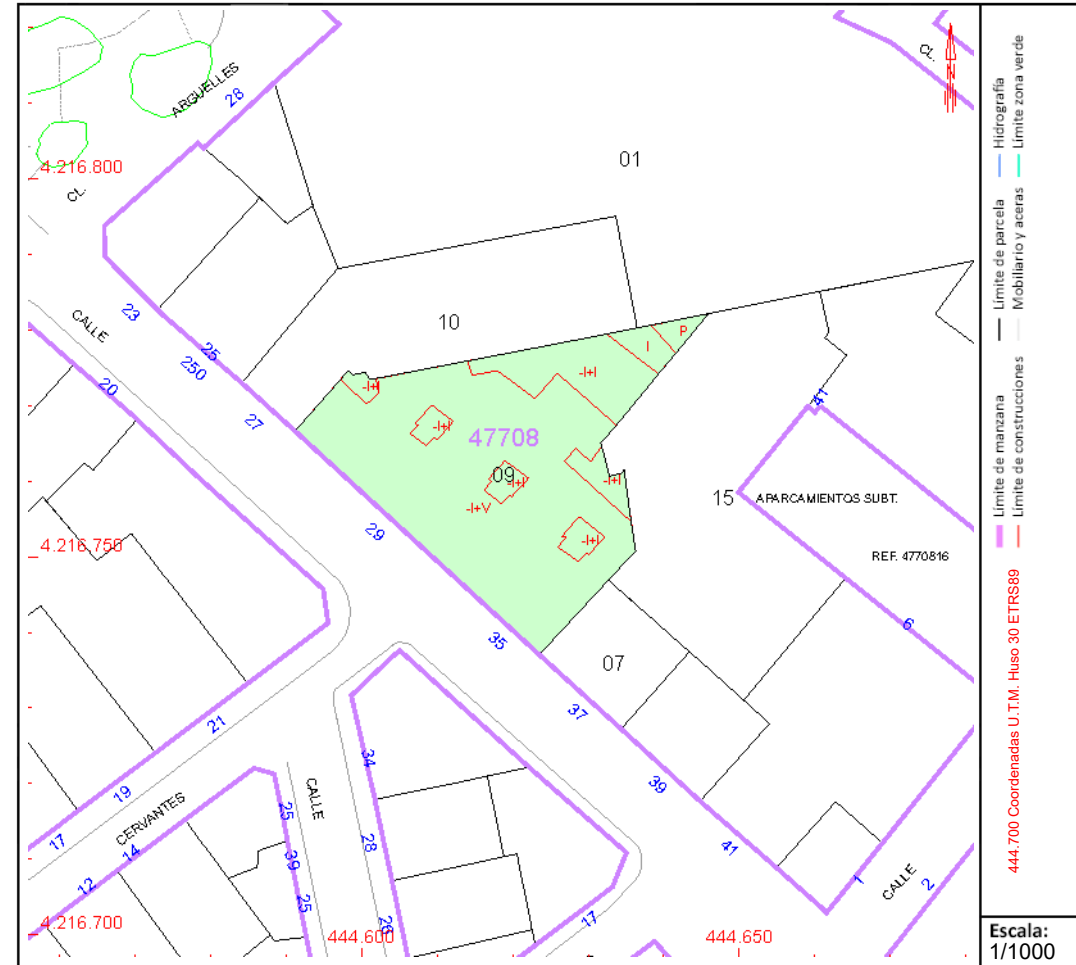 ARGUELLES
28
CL.
N
01
4.216.800
CL.
CALLE
23
25
250
27
20
10
P
I
-I+I
-I+I
-I+I
47708
09
-I+I
-I+I
-I+V
-I+I
29
35
41
15
APARCAMIENTOS SUBT.
REF. 4770816
6
4.216.750
07
37
39
41
21
19
17
CERVANTES
14
12
CALLE
25
39
25
34
28
26
17
1
CALLE
2
4.216.700
444.600
444.650
Hidrografía
Límite zona verde
Límite de parcela
Mobiliario y aceras
Límite de manzana
Límite de construcciones
444.700 Coordenadas U.T.M. Huso 30 ETRS89
Escala:
1/1000